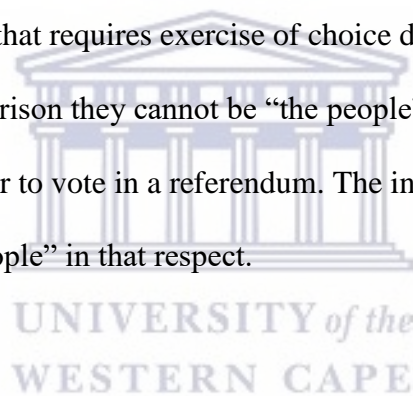 that requires exercise of choice d
rison they cannot be “the people”
r to vote in a referendum. The in
ple” in that respect.
UNIVERSITY of the
WESTERN CAPE